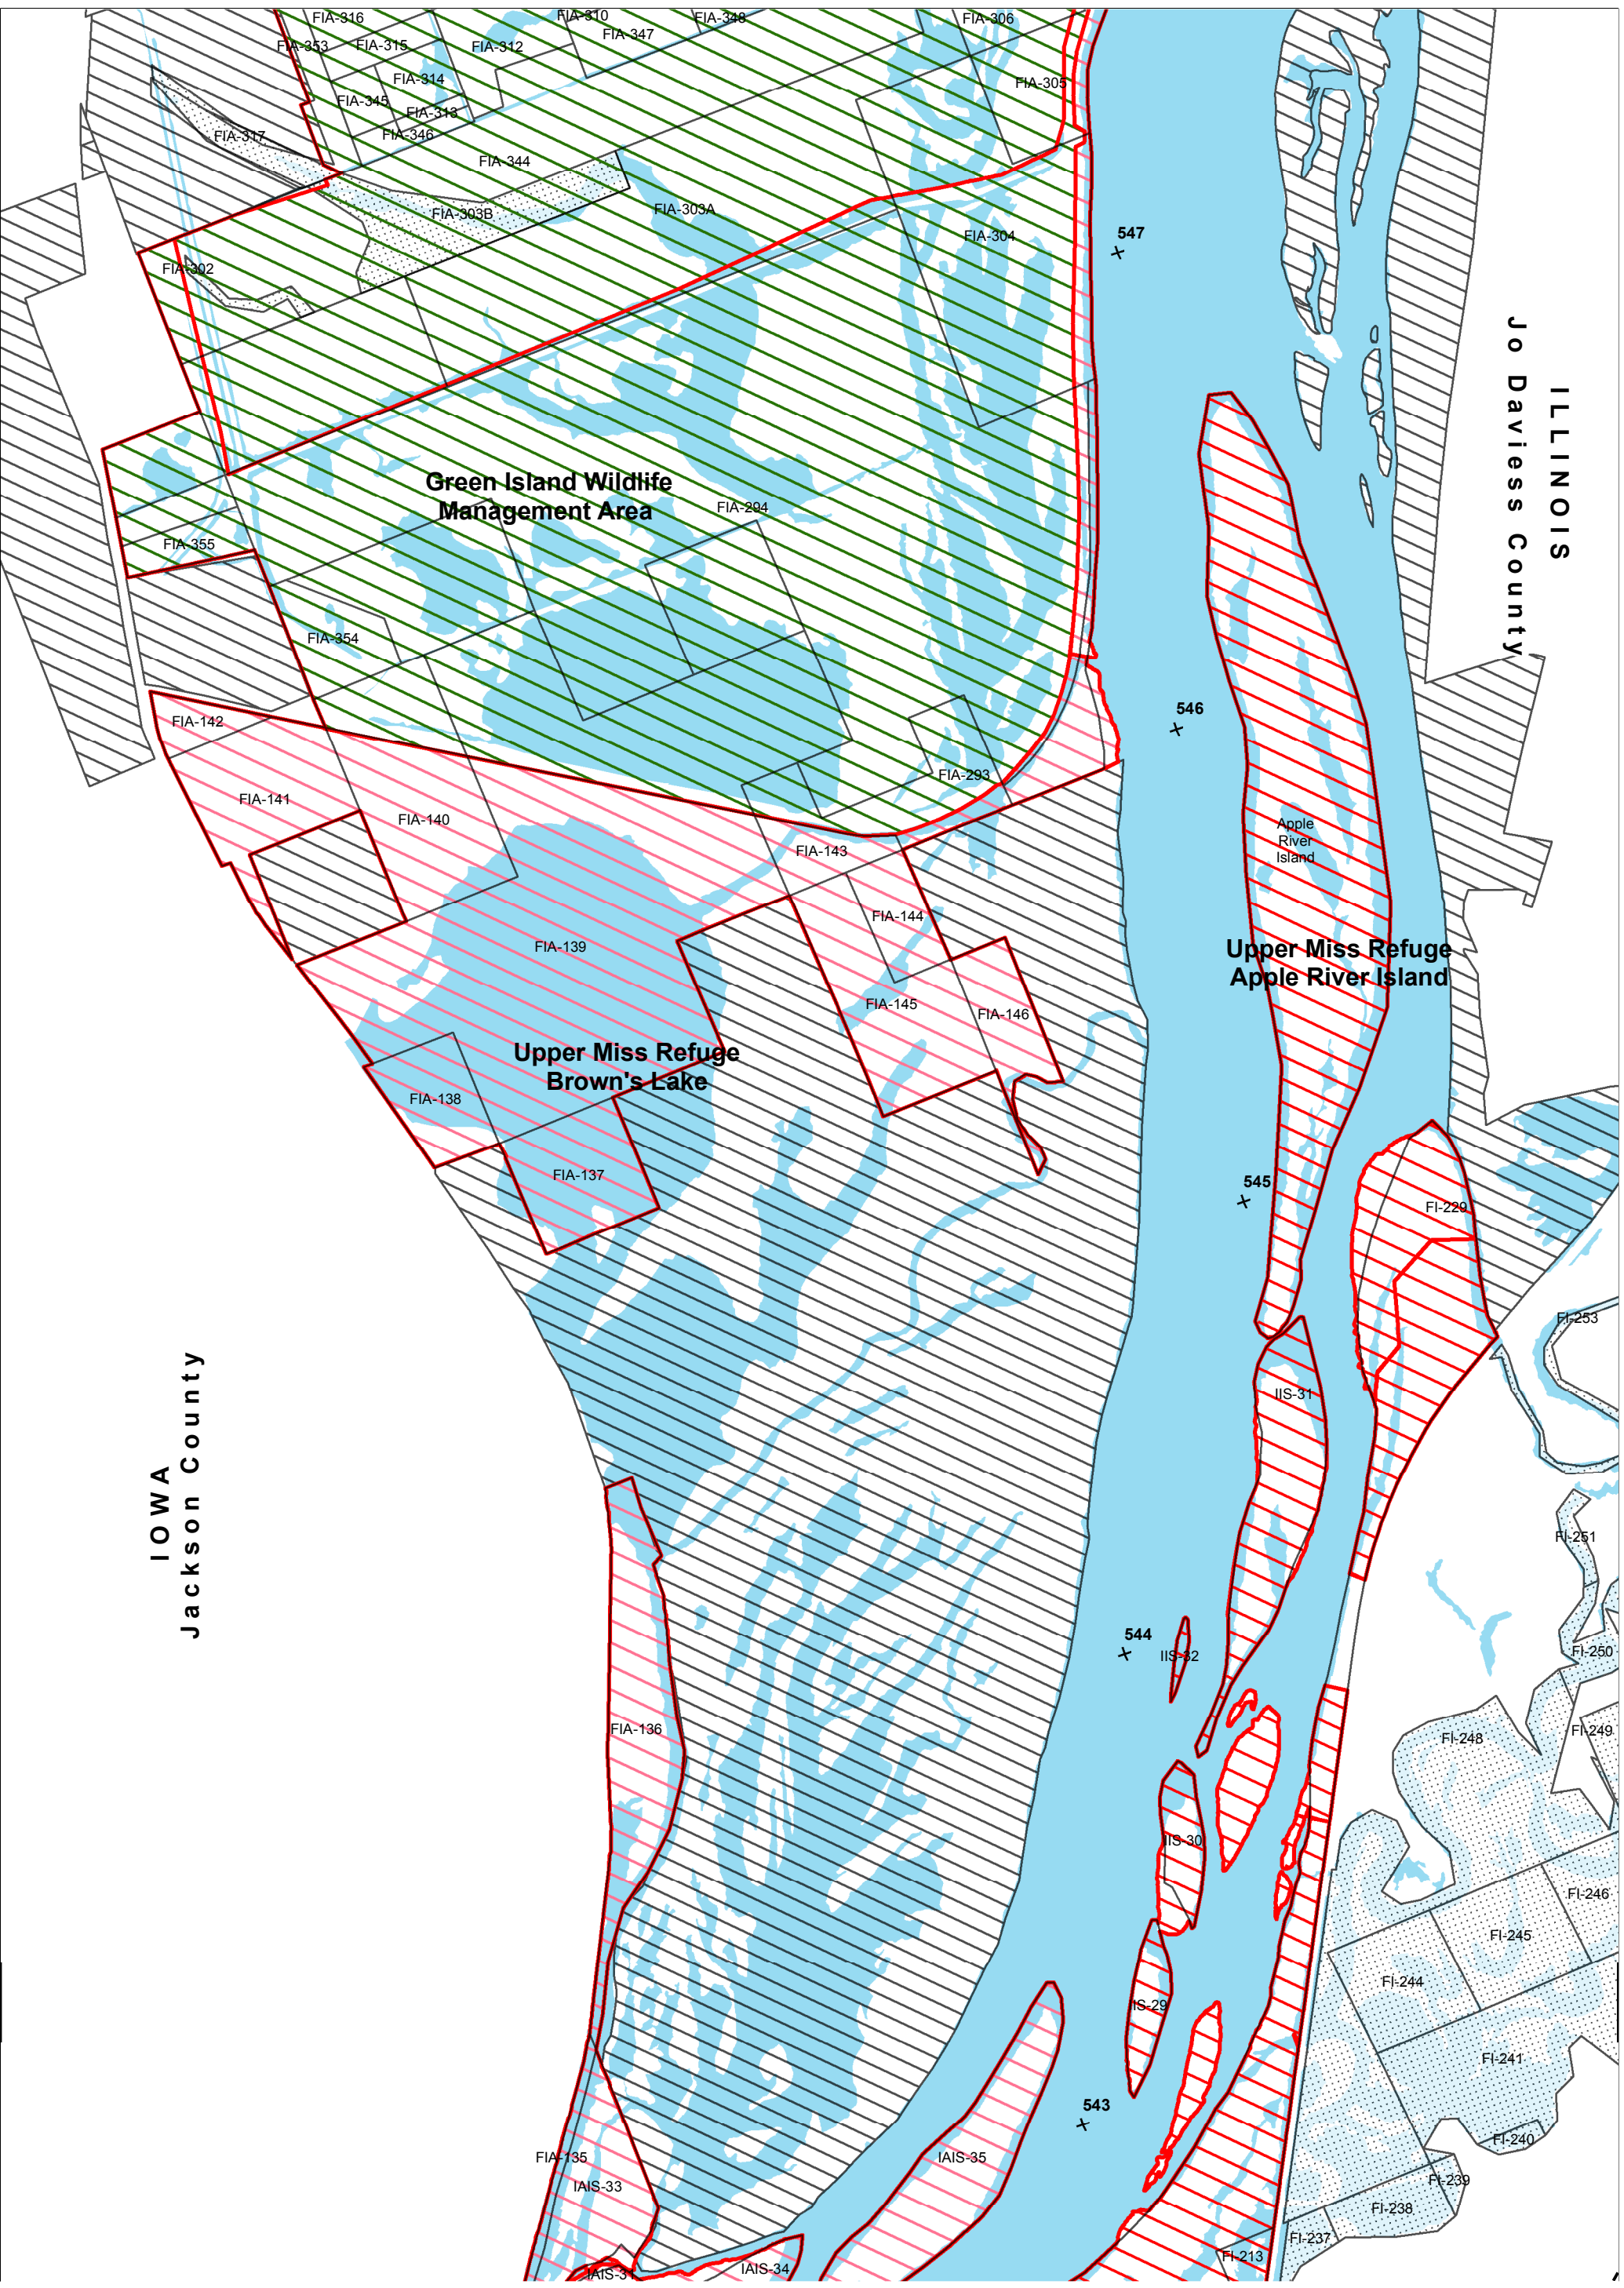 FIA-316
FIA-310
FIA-348
FIA-306
FIA-353
FIA-315
FIA-312
FIA-347
FIA-314
FIA-305
FIA-345
FIA-313
FIA-317
FIA-346
FIA-344
FIA-303B
FIA-303A
FIA-304
547
FIA-302
ILLINOIS
Jo Daviess County
Green Island Wildlife
Management Area
FIA-294
FIA-355
FIA-354
546
FIA-142
FIA-293
FIA-141
FIA-140
FIA-143
Apple
River
Island
FIA-144
FIA-139
Upper Miss Refuge
Apple River Island
FIA-145
FIA-146
Upper Miss Refuge
Brown's Lake
FIA-138
FIA-137
545
FI-229
FI-253
IIS-31
IOWA
Jackson County
FI-251
544
IIS-32
FI-250
FIA-136
FI-248
FI-249
IIS-30
FI-246
FI-245
FI-244
IIS-29
FI-241
543
FI-240
FIA-135
IAIS-35
FI-239
IAIS-33
FI-238
FI-237
FI-213
IAIS-34
IAIS-31